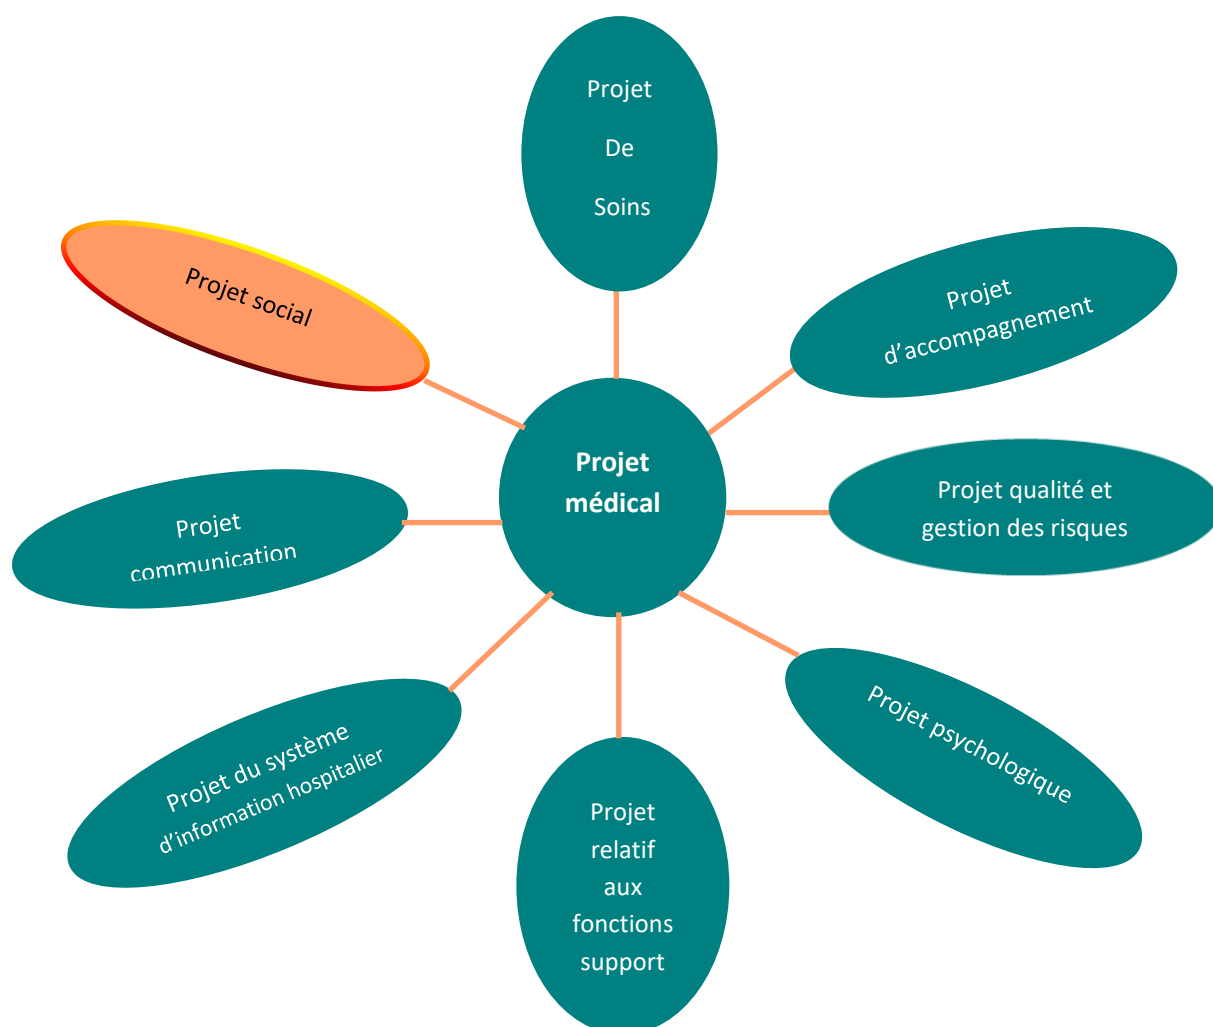 Projet
De
Soins
Projet social
Projet
d’accompagnement
Projet
médical
Projet qualité et
gestion des risques
Projet
communication
Projet psychologique
Projet du système
d’information hospitalier
Projet
relatif
aux
fonctions
support